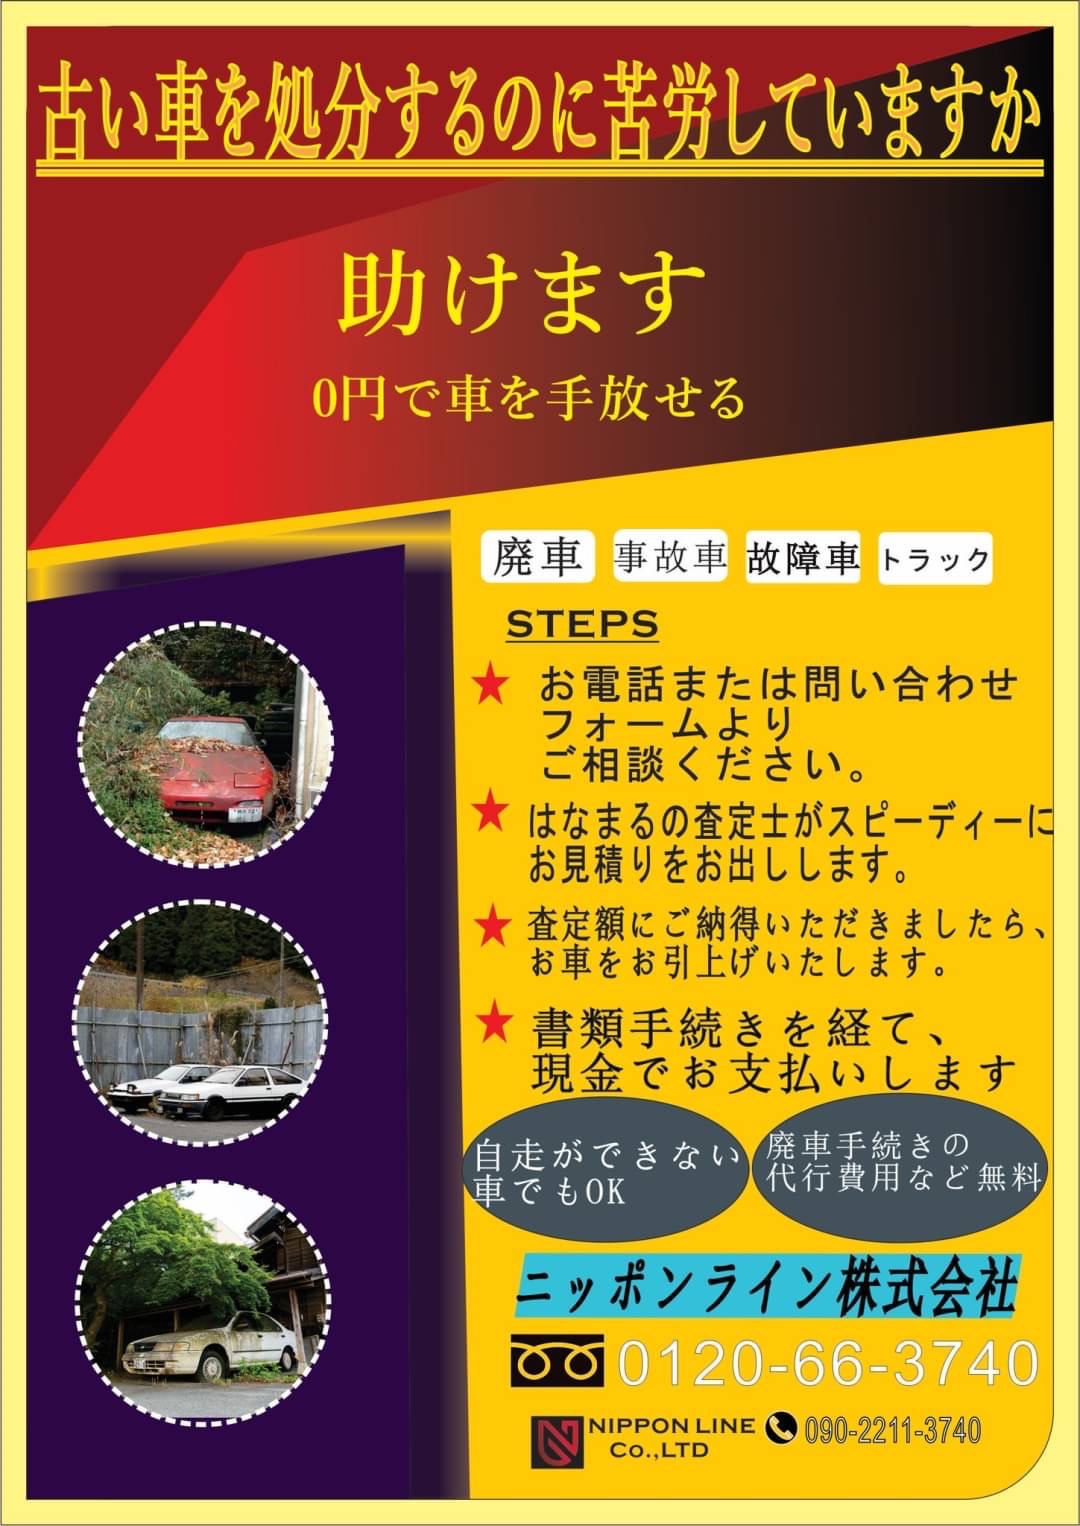 古い車を処分するのに苦労していますか
助けます
0円で車を手放せる
廃車 事故車 故障車 トラック
STEPS
お電話または問い合わせ
フォームより
ご相談ください。
はなまるの査定士がスピーディーに
お見積りをお出しします。
査定額にご納得いただきましたら、
お車をお引上げいたします。
書類手続きを経て、
現金でお支払いします
自走ができない
車でもOK
廃車手続きの
代行費用など無料
ニッポンライン株式会社
0120-66-3740
NIPPON LINE
Co.,LTD
090-2211-3740